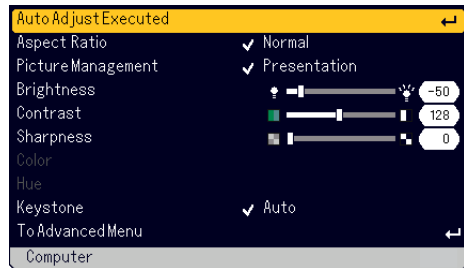 Auto Adjust Executed
Aspect Ratio Normal
Picture Management Presentation
Brightness -50
Contrast 128
Sharpness 0
Color
Hue
Keystone Auto
To Advanced Menu
Computer